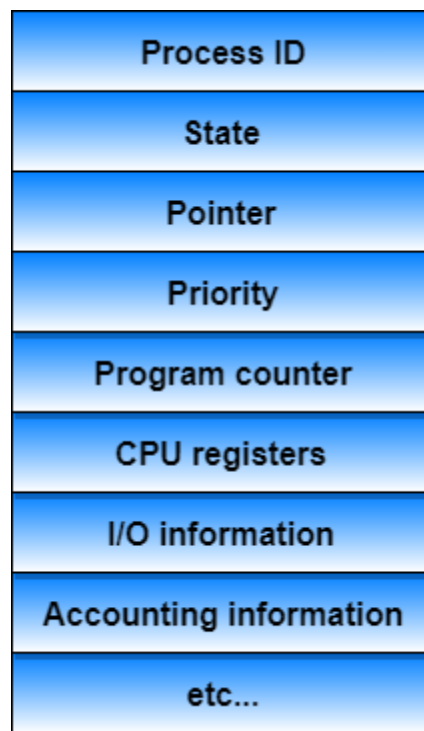 Process ID
State
Pointer
Priority
Program counter
CPU registers
I/O information
Accounting information
etc...